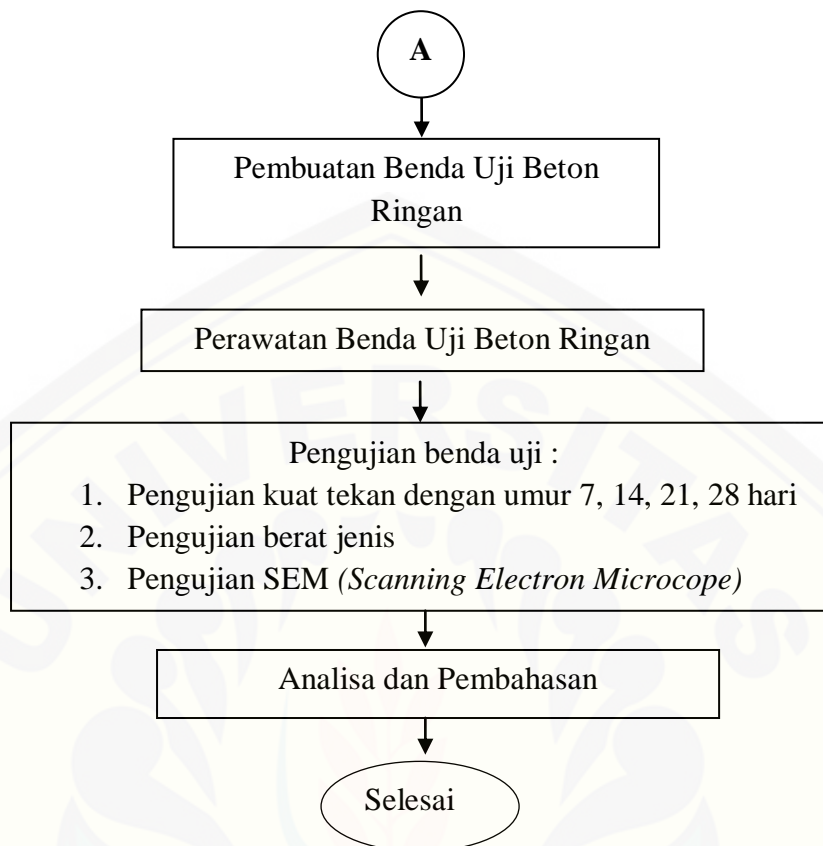 A
Pembuatan Benda Uji Beton
Ringan
Perawatan Benda Uji Beton Ringan
Pengujian benda uji :
1. Pengujian kuat tekan dengan umur 7, 14, 21, 28 hari
2. Pengujian berat jenis
3. Pengujian SEM (Scanning Electron Microcope)
Analisa dan Pembahasan
Selesai
UNIVERSITAS